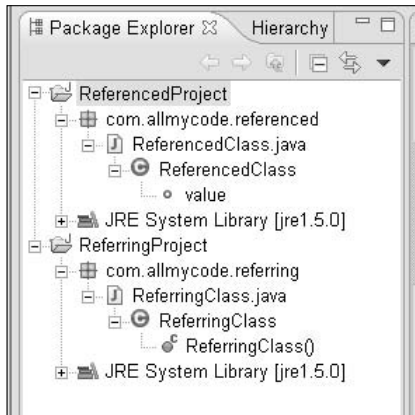 Package Explorer Hierarchy
ReferencedProject
com.allmycode.referenced
J ReferencedClass.java
C ReferencedClass
value
JRE System Library [jre1.5.0]
ReferringProject
com.allmycode.referring
J ReferringClass.java
C ReferringClass
c ReferringClass()
JRE System Library [jre1.5.0]